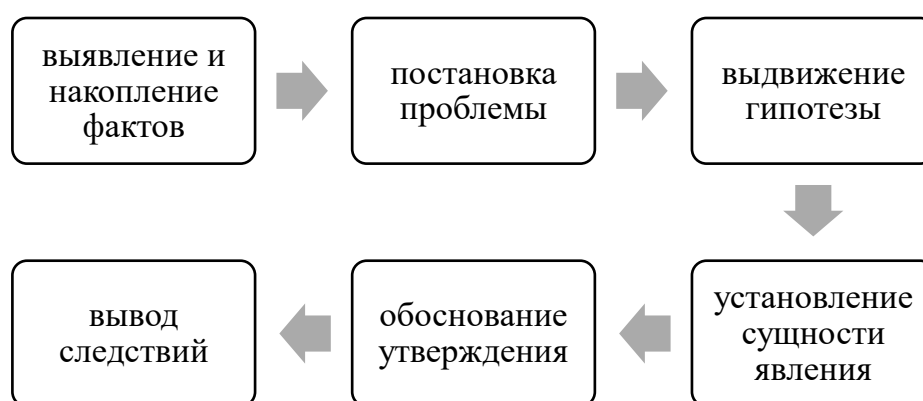 выявление и
накопление
фактов
постановка
проблемы
выдвижение
гипотезы
установление
сущности
явления
обоснование
утверждения
вывод
следствий